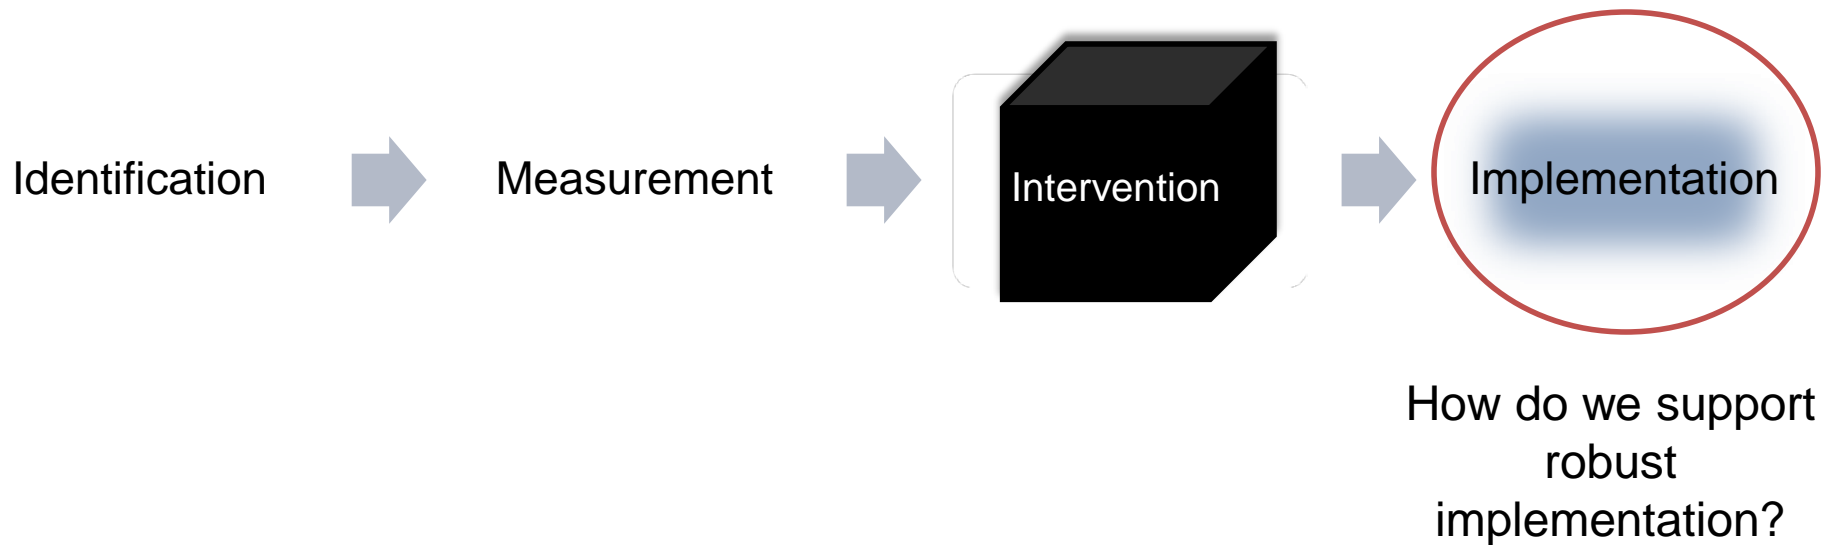 Identification
Measurement
Intervention
Implementation
How do we support
robust
implementation?